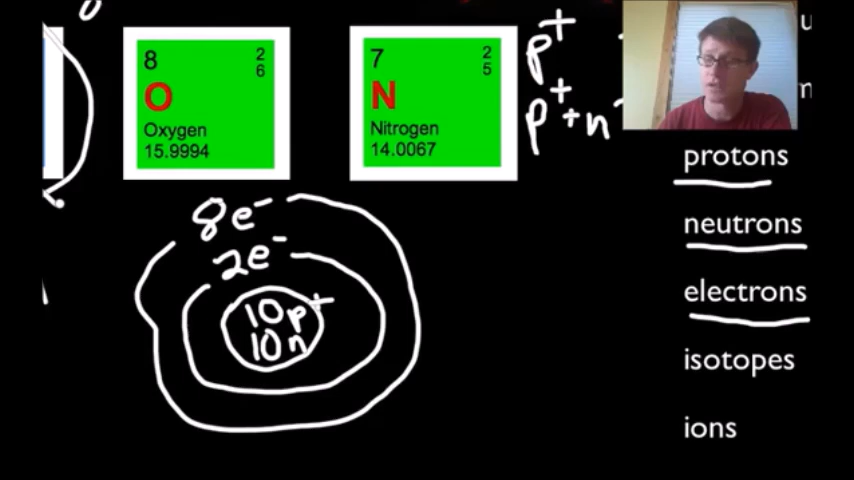 8 2
6
O
Oxygen
15.9994
7 2
5
N
Nitrogen
14.0067
p+
p+ + n
protons
neutrons
electrons
isotopes
ions
8e-
2e-
10p+
10n